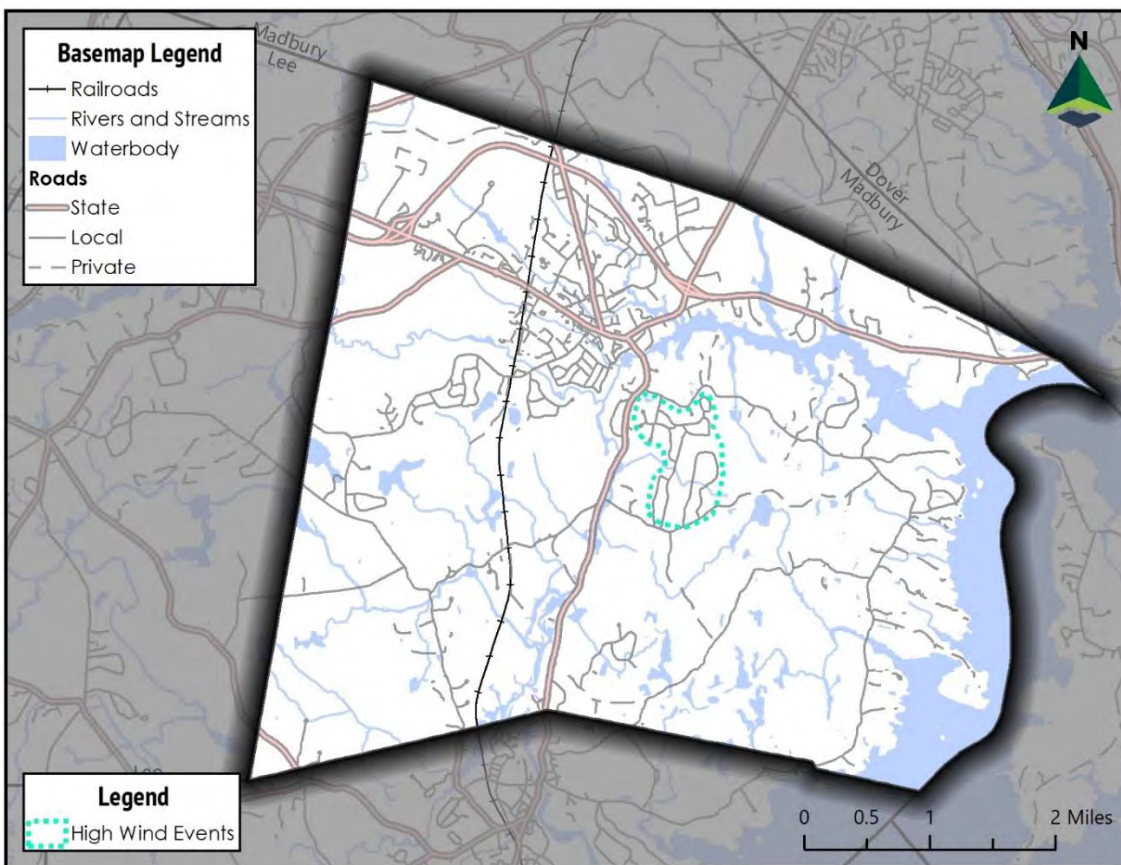 Basemap Legend
Railroads
Rivers and Streams
Waterbody
Roads
State
Local
Private
Madbury
Lee
N
Dover
Madbury
Lee
Legend
High Wind Events
0 0.5 1 2 Miles